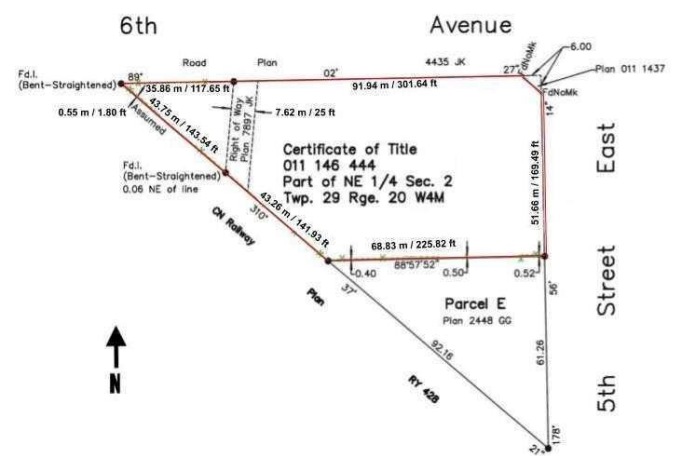 6th Avenue
Road Plan 4435 JK
89° 02' 27"
FdNoMk
6.00
Plan 011 1437
FdNoMk
14"
Fd.I.
(Bent-Straightened)
35.86 m / 117.65 ft
91.94 m / 301.64 ft
0.55 m / 1.80 ft
Assumed
43.75 m / 143.54 ft
Right of Way
Plan 7897 JK
7.62 m / 25 ft
Certificate of Title
011 146 444
Part of NE 1/4 Sec. 2
Twp. 29 Rge. 20 W4M
51.66 m / 169.49 ft
East
Street
5th
Fd.I.
(Bent-Straightened)
0.06 NE of line
43.26 m / 141.93 ft
310°
CN Railway
68.83 m / 225.82 ft
0.40
88°57'52"
0.50
0.52
56'
Plan
37'
Parcel E
Plan 2448 GG
92.16
61.26
RY 428
21"
178°
N